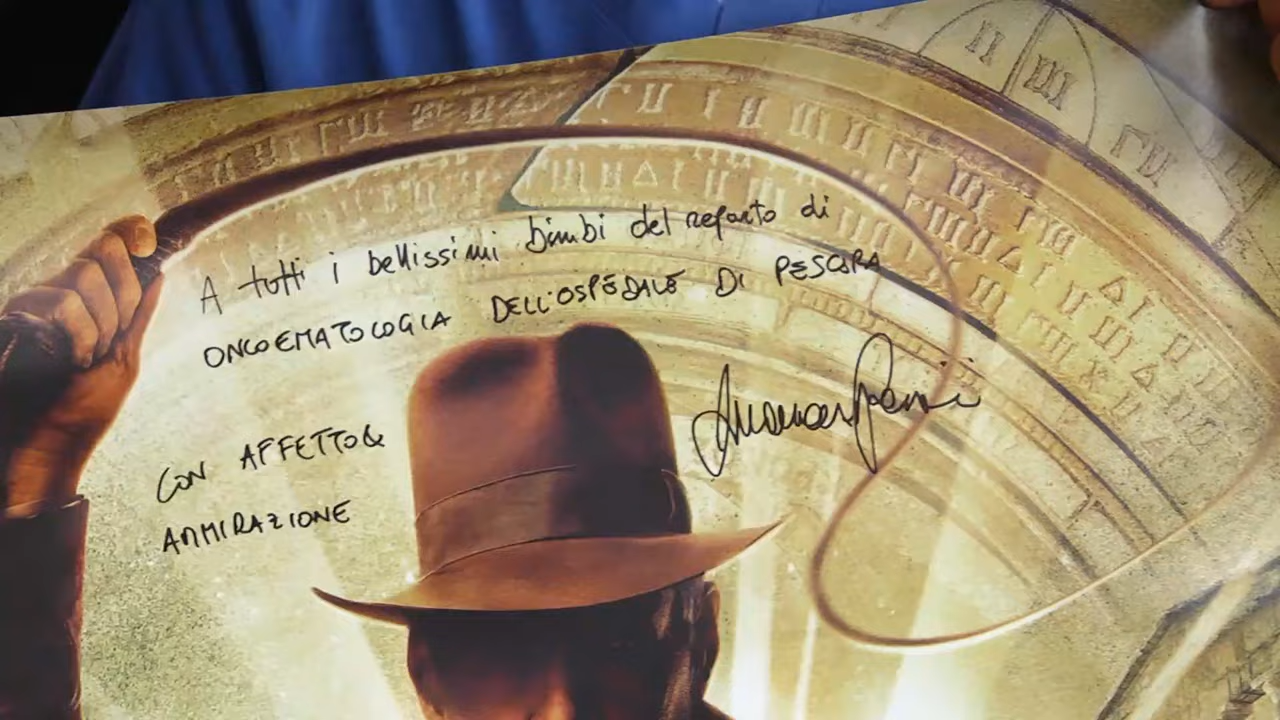 A tutti i bellissimi bimbi del reparto di
ONCOEMATOLOGIA DELL'OSPEDALE DI PESCARA
CON AFFETTO &
AMMIRAZIONE